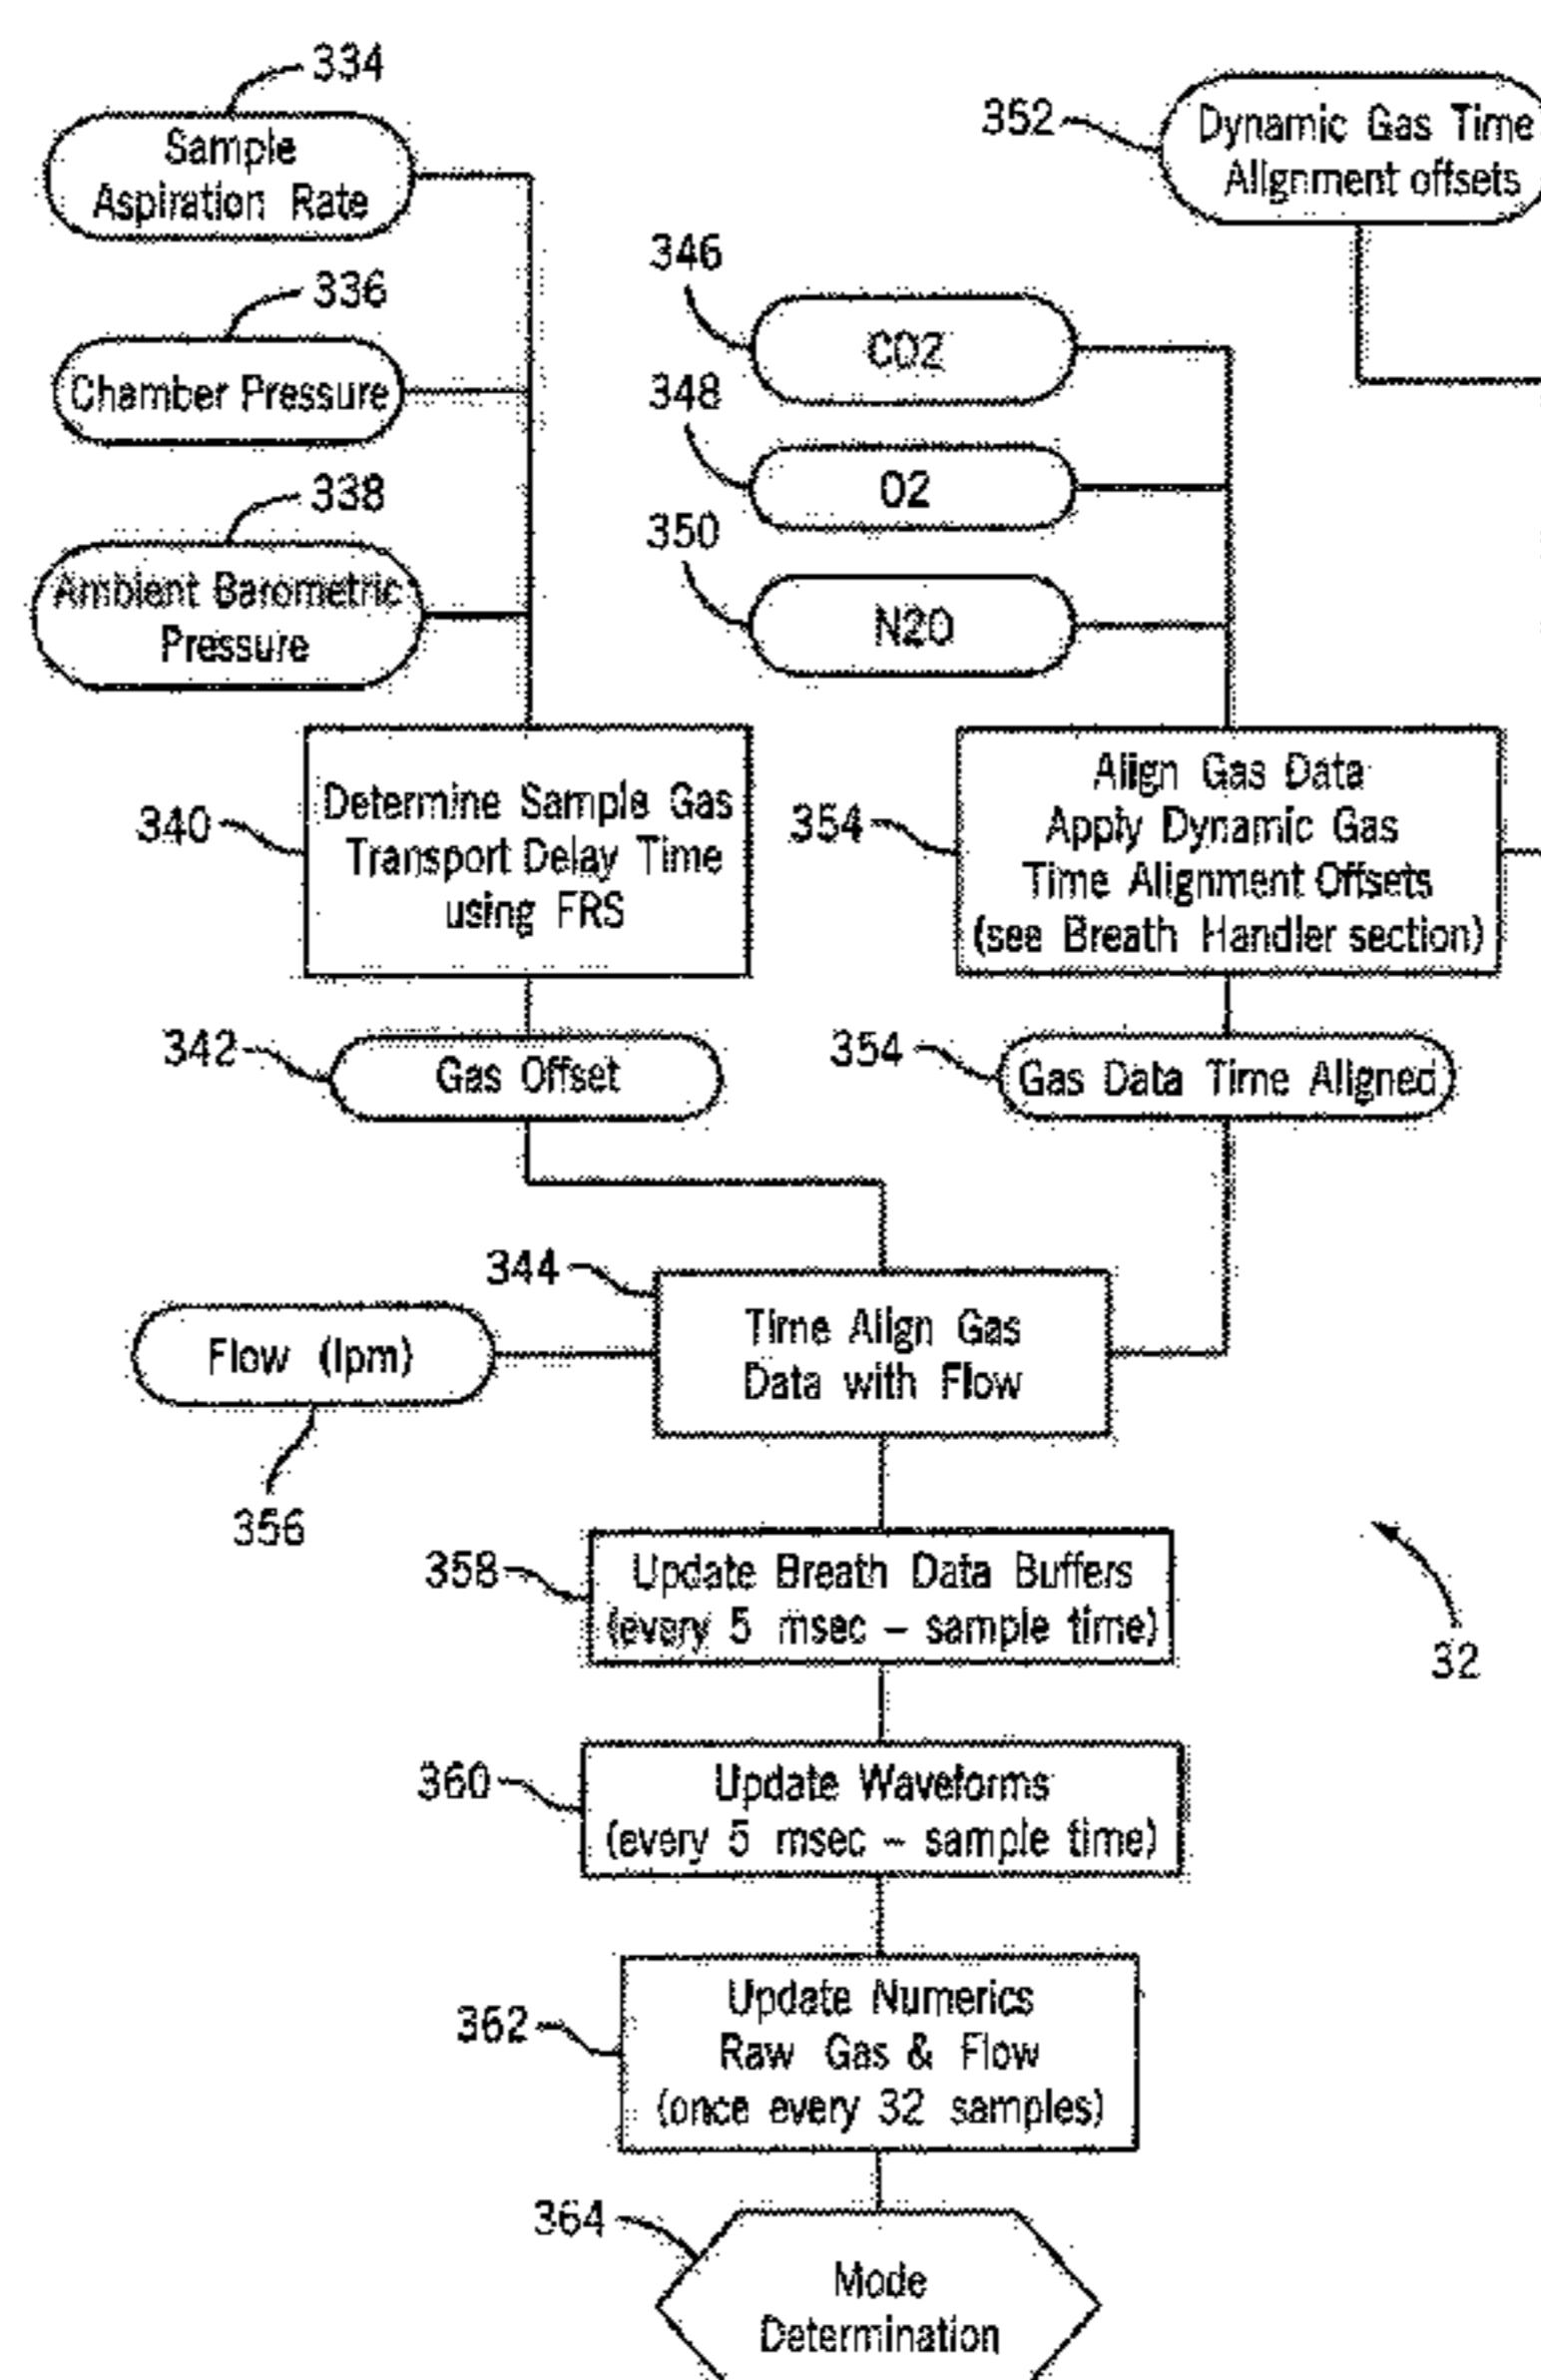 334
Sample
Aspiration Rate
352
Dynamic Gas Time
Alignment offsets
336
Chamber Pressure
346
CO2
348
O2
338
Ambient Barometric
Pressure
350
N2O
340
Determine Sample Gas
Transport Delay Time
using FRS
354
Align Gas Data
Apply Dynamic Gas
Time Alignment Offsets
(see Breath Handler section)
342
Gas Offset
354
Gas Data Time Aligned
344
Time Align Gas
Data with Flow
Flow (lpm)
356
358
Update Breath Data Buffers
(every 5 msec – sample time)
32
360
Update Waveforms
(every 5 msec – sample time)
362
Update Numerics
Raw Gas & Flow
(once every 32 samples)
364
Mode
Determination